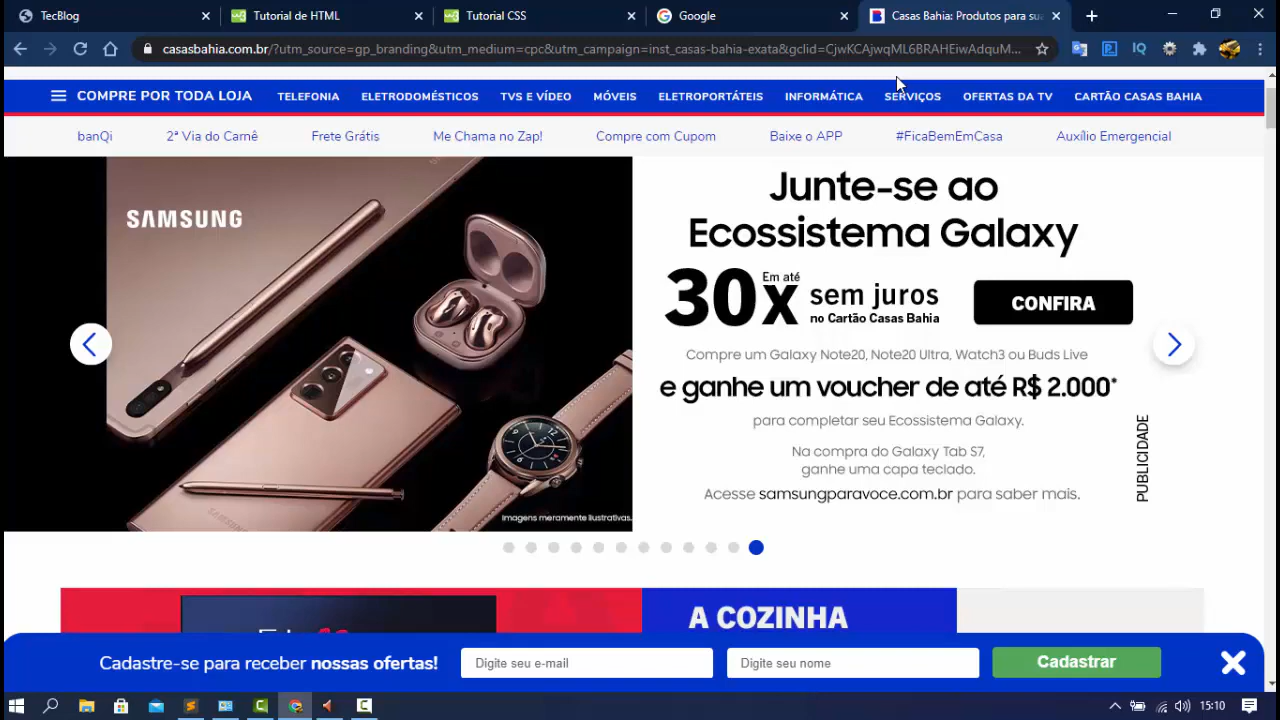 TecBlog
Tutorial de HTML
Tutorial CSS
Google
Casas Bahia: Produtos para sua
casasbahia.com.br/?utm_source=gp_branding&utm_medium=cpc&utm_campaign=inst_casas-bahia-exata&gclid=CjwKCAjwqML6BRAHEiwAdquM...
COMPRE POR TODA LOJA
TELEFONIA
ELETRODOMÉSTICOS
TVS E VÍDEO
MÓVEIS
ELETROPORTÁTEIS
INFORMÁTICA
SERVIÇOS
OFERTAS DA TV
CARTÃO CASAS BAHIA
banQi
2ª Via do Carnê
Frete Grátis
Me Chama no Zap!
Compre com Cupom
Baixe o APP
#FicaBemEmCasa
Auxílio Emergencial
SAMSUNG
SAMSUNG
Imagens meramente ilustrativas.
Junte-se ao
Ecossistema Galaxy
30x
Em até
sem juros
no Cartão Casas Bahia
CONFIRA
Compre um Galaxy Note20, Note20 Ultra, Watch3 ou Buds Live
e ganhe um voucher de até R$ 2.000*
para completar seu Ecossistema Galaxy.
Na compra do Galaxy Tab S7,
ganhe uma capa teclado.
Acesse samsungparavoce.com.br para saber mais.
PUBLICIDADE
A COZINHA
Cadastre-se para receber nossas ofertas!
Digite seu e-mail
Digite seu nome
Cadastrar
15:10